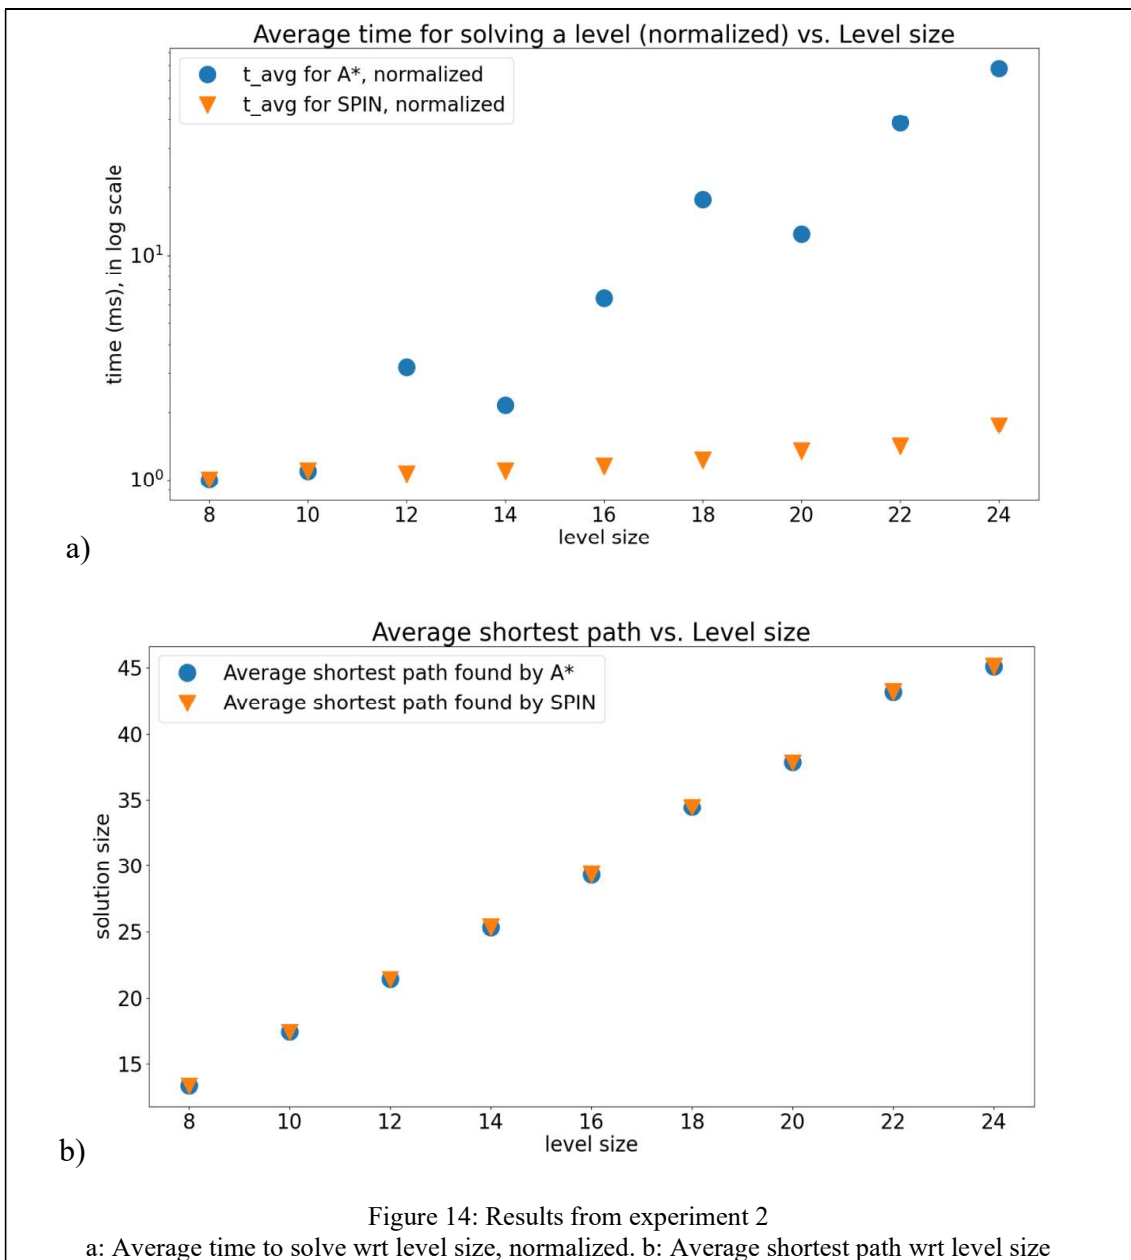 Average time for solving a level (normalized) vs. Level size
t_avg for A*, normalized
t_avg for SPIN, normalized
time (ms), in log scale
10¹
10⁰
8 10 12 14 16 18 20 22 24
level size
a)
Average shortest path vs. Level size
Average shortest path found by A*
Average shortest path found by SPIN
solution size
45
40
35
30
25
20
15
8 10 12 14 16 18 20 22 24
level size
b)
Figure 14: Results from experiment 2
a: Average time to solve wrt level size, normalized. b: Average shortest path wrt level size